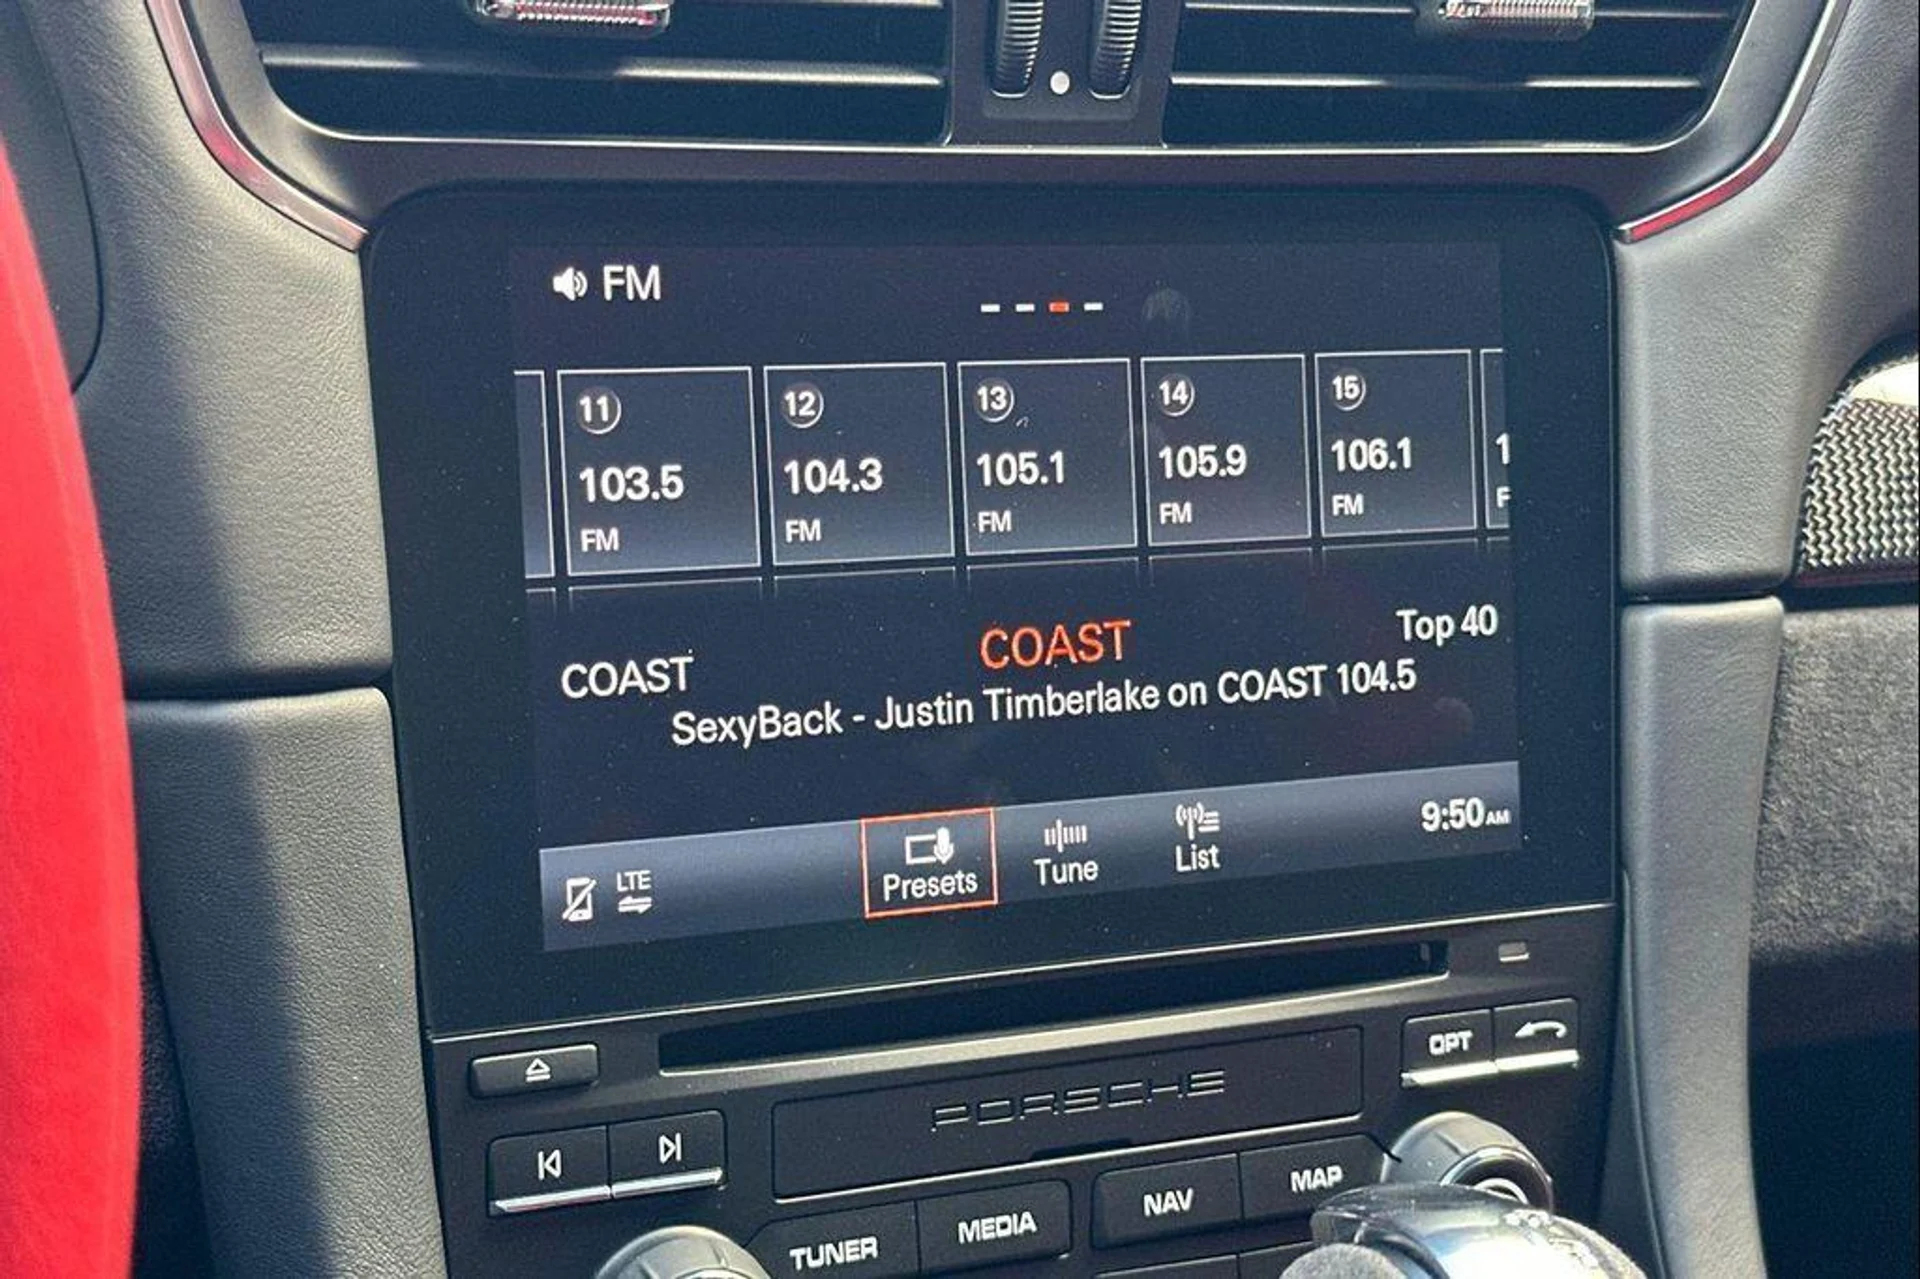 FM
11 12 13 14 15
103.5 104.3 105.1 105.9 106.1 1
FM FM FM FM FM F
COAST Top 40
COAST
SexyBack - Justin Timberlake on COAST 104.5
9:50AM
LTE Presets Tune List
OPT
PORSCHE
NAV MAP
TUNER MEDIA